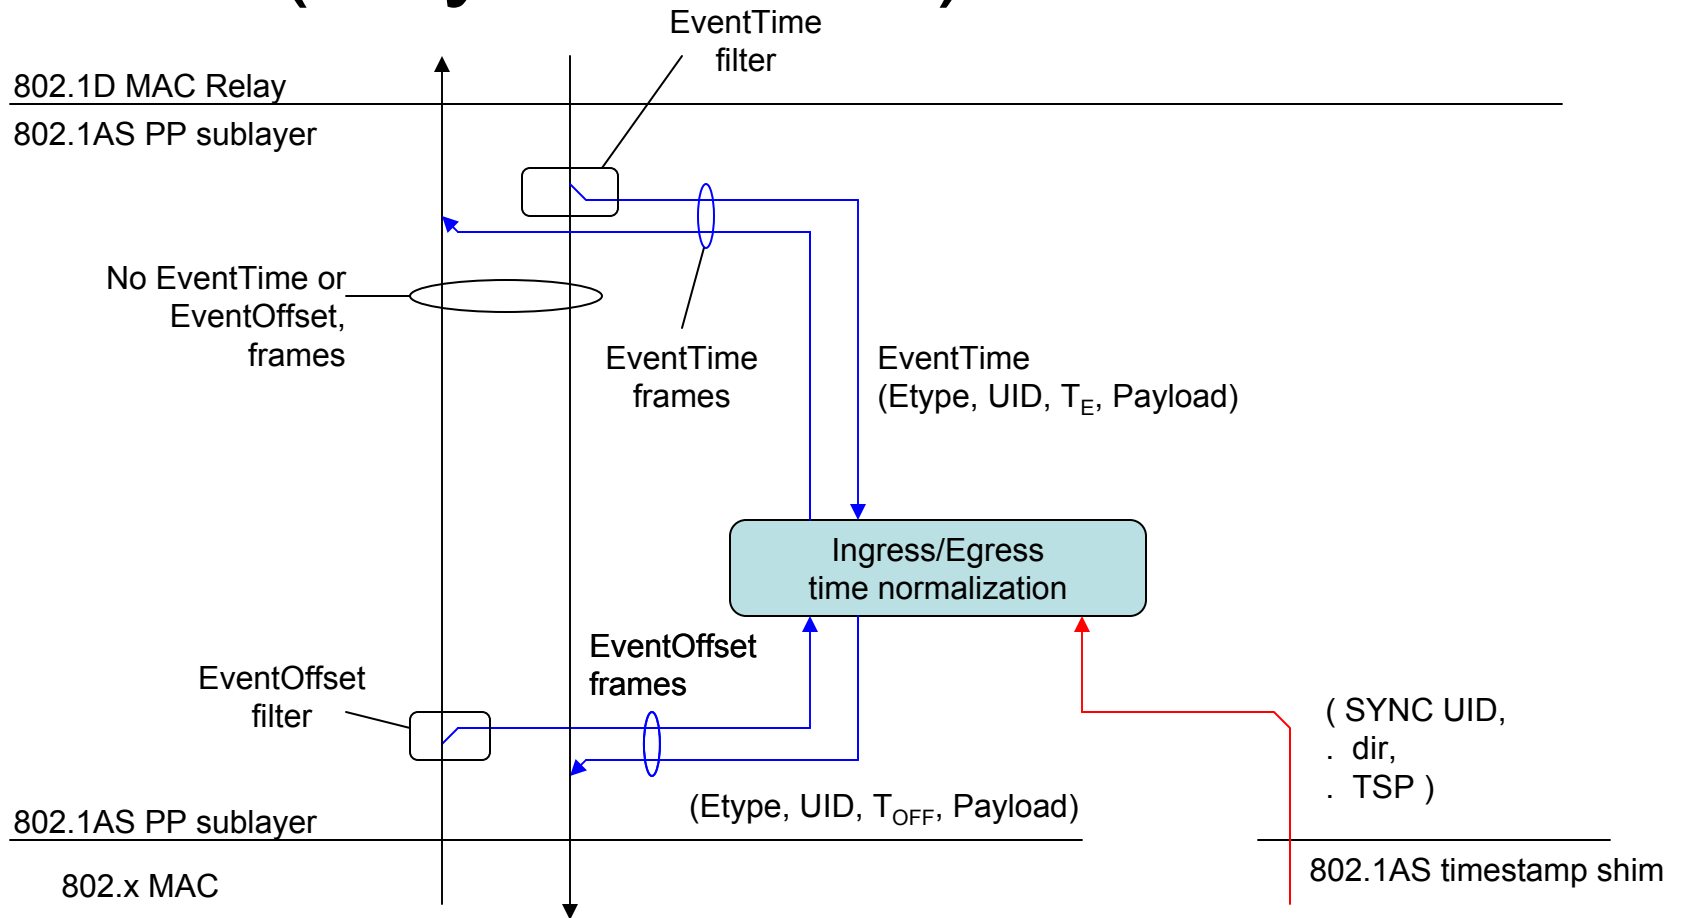 EventTime
filter
802.1D MAC Relay
802.1AS PP sublayer
No EventTime or
EventOffset,
frames
EventTime
frames
EventTime
(Etype, UID, T_E, Payload)
Ingress/Egress
time normalization
EventOffset
frames
EventOffset
filter
( SYNC UID,
. dir,
. TSP )
(Etype, UID, T_OFF, Payload)
802.1AS PP sublayer
802.x MAC
802.1AS timestamp shim